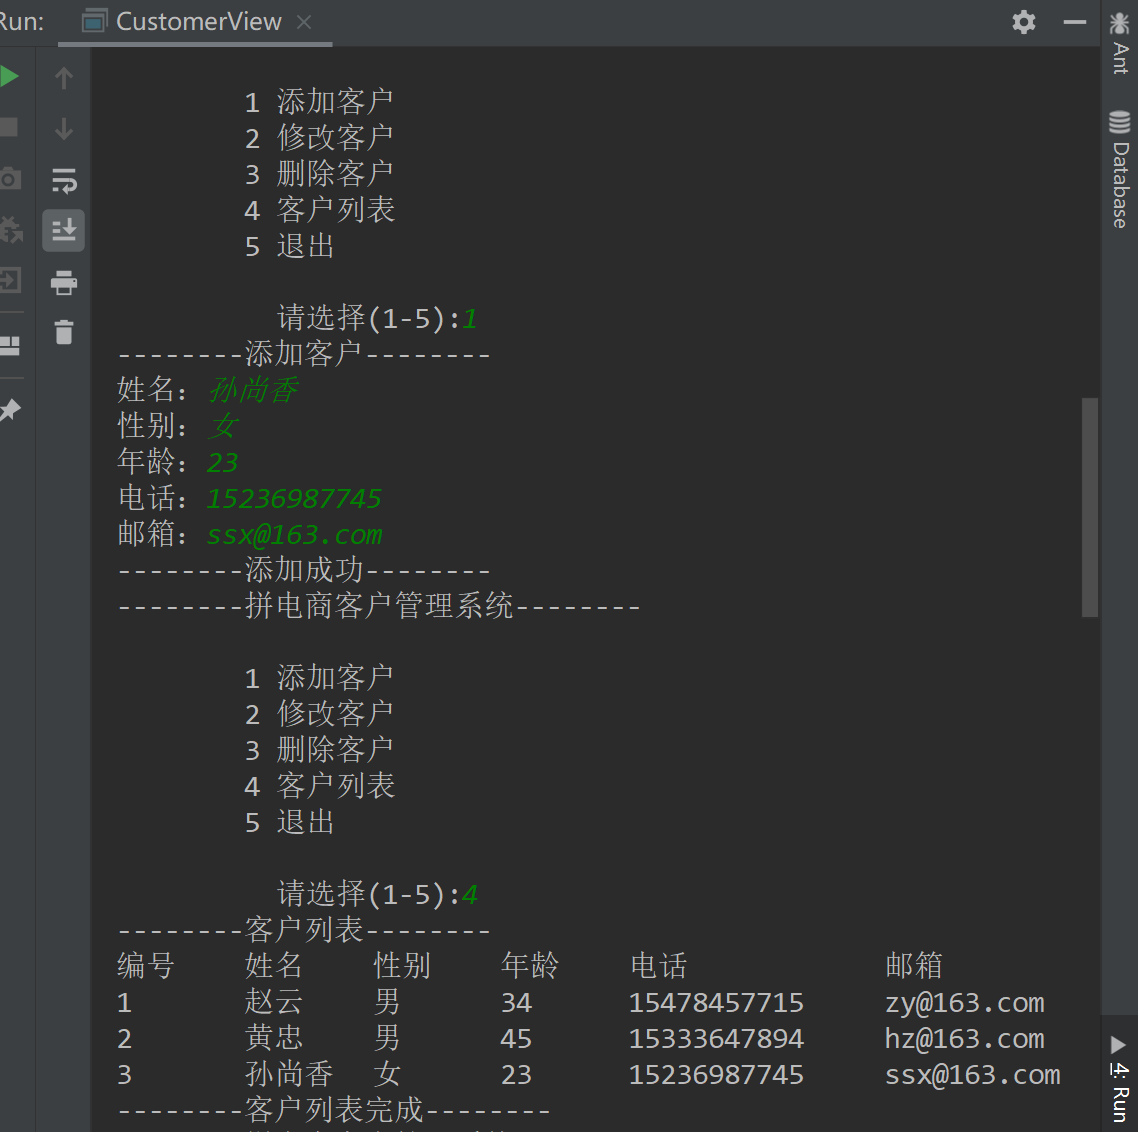 Run: CustomerView
1 添加客户
2 修改客户
3 删除客户
4 客户列表
5 退出
请选择(1-5):1
--------添加客户--------
姓名：孙尚香
性别：女
年龄：23
电话：15236987745
邮箱：ssx@163.com
--------添加成功--------
--------拼电商客户管理系统--------
1 添加客户
2 修改客户
3 删除客户
4 客户列表
5 退出
请选择(1-5):4
--------客户列表--------
编号 姓名 性别 年龄 电话 邮箱
1 赵云 男 34 15478457715 zy@163.com
2 黄忠 男 45 15333647894 hz@163.com
3 孙尚香 女 23 15236987745 ssx@163.com
--------客户列表完成--------
Ant
Database
4: Run